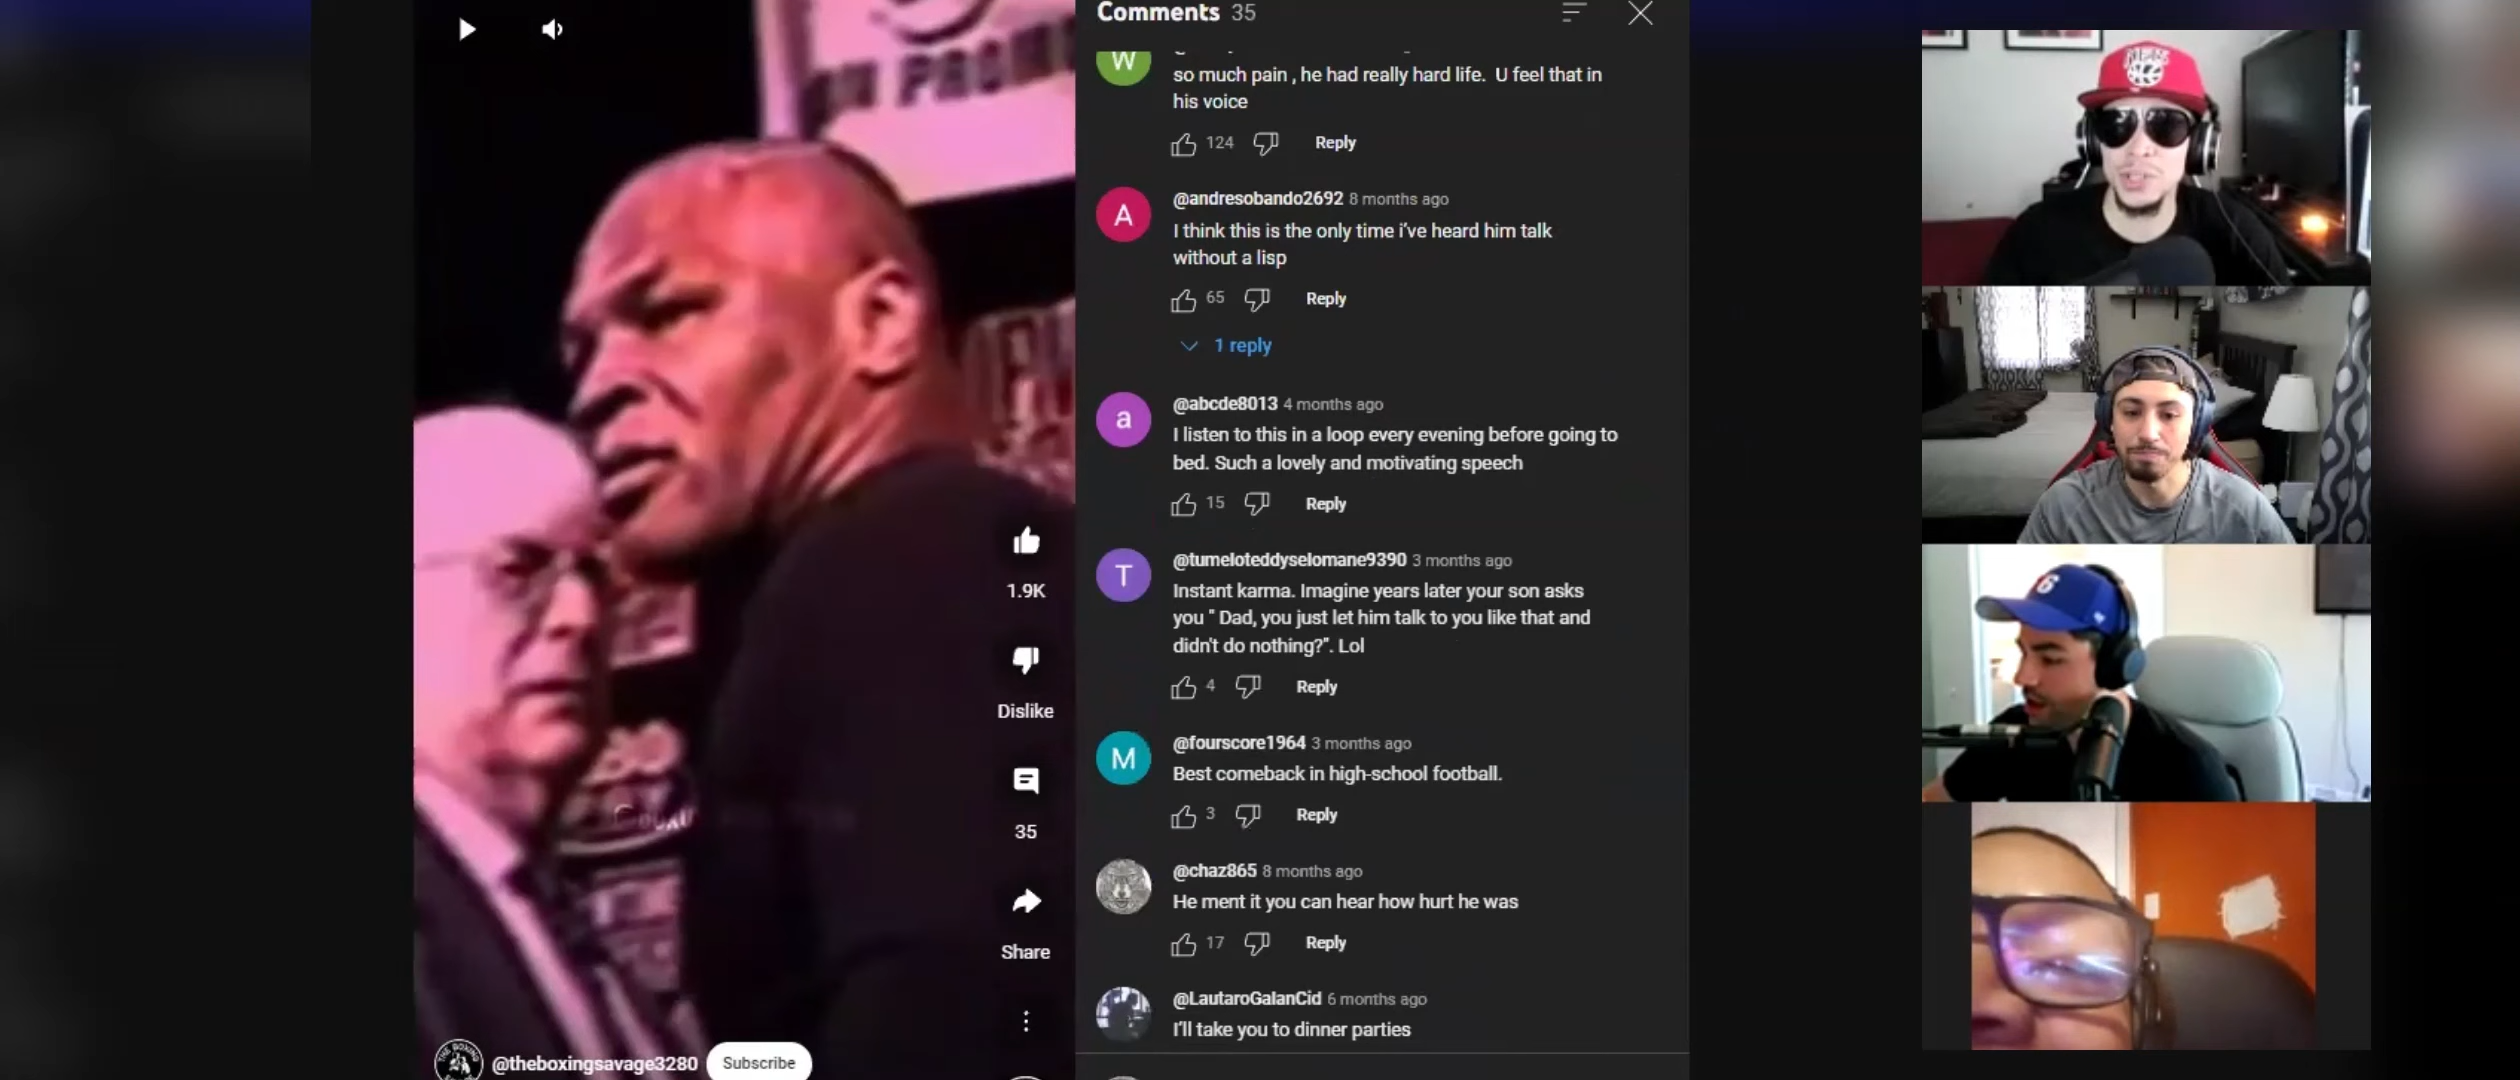 PROM
Comments 35
W
so much pain , he had really hard life. U feel that in
his voice
124 Reply
A
@andresobando2692 8 months ago
I think this is the only time i've heard him talk
without a lisp
65 Reply
1 reply
a
@abcde8013 4 months ago
I listen to this in a loop every evening before going to
bed. Such a lovely and motivating speech
15 Reply
T
@tumeloteddyselomane9390 3 months ago
Instant karma. Imagine years later your son asks
you " Dad, you just let him talk to you like that and
didn't do nothing?". Lol
4 Reply
M
@fourscore1964 3 months ago
Best comeback in high-school football.
3 Reply
@chaz865 8 months ago
He ment it you can hear how hurt he was
17 Reply
@LautaroGalanCid 6 months ago
I'll take you to dinner parties
1.9K
Dislike
35
Share
THE BOXING
@theboxingsavage3280 Subscribe
6